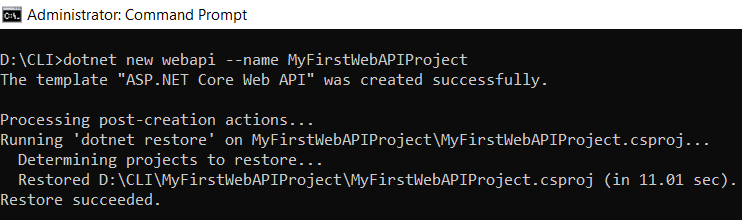 Administrator: Command Prompt
D:\CLI>dotnet new webapi --name MyFirstWebAPIProject
The template "ASP.NET Core Web API" was created successfully.
Processing post-creation actions...
Running 'dotnet restore' on MyFirstWebAPIProject\MyFirstWebAPIProject.csproj...
  Determining projects to restore...
  Restored D:\CLI\MyFirstWebAPIProject\MyFirstWebAPIProject.csproj (in 11.01 sec).
Restore succeeded.